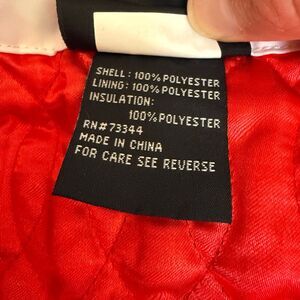 SHELL: 100% POLYESTER
LINING: 100% POLYESTER
INSULATION:
100% POLYESTER
RN# 73344
MADE IN CHINA
FOR CARE SEE REVERSE